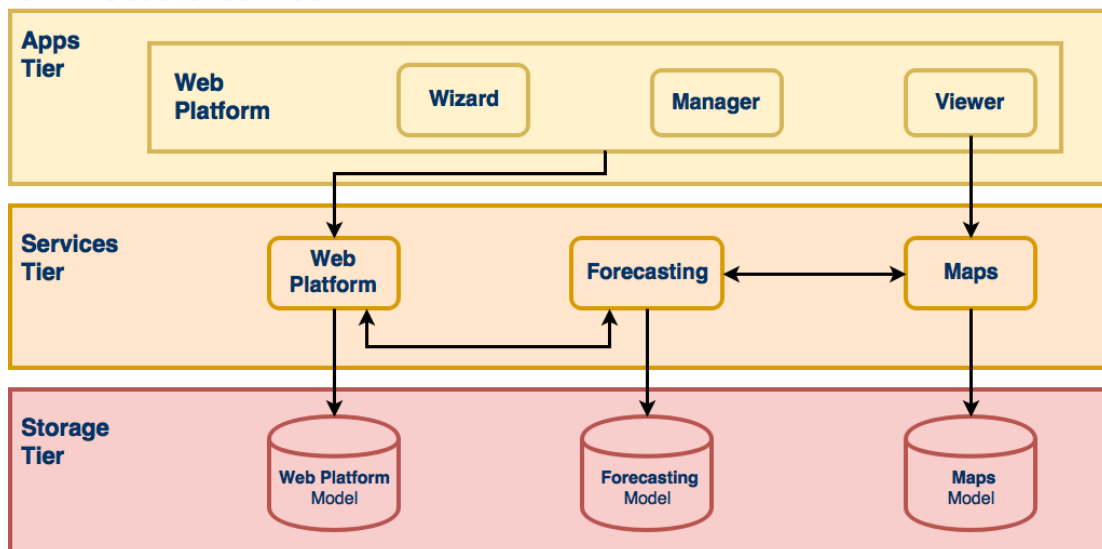 Apps
Tier
Web
Platform
Wizard
Manager
Viewer
Services
Tier
Web
Platform
Forecasting
Maps
Storage
Tier
Web Platform
Model
Forecasting
Model
Maps
Model